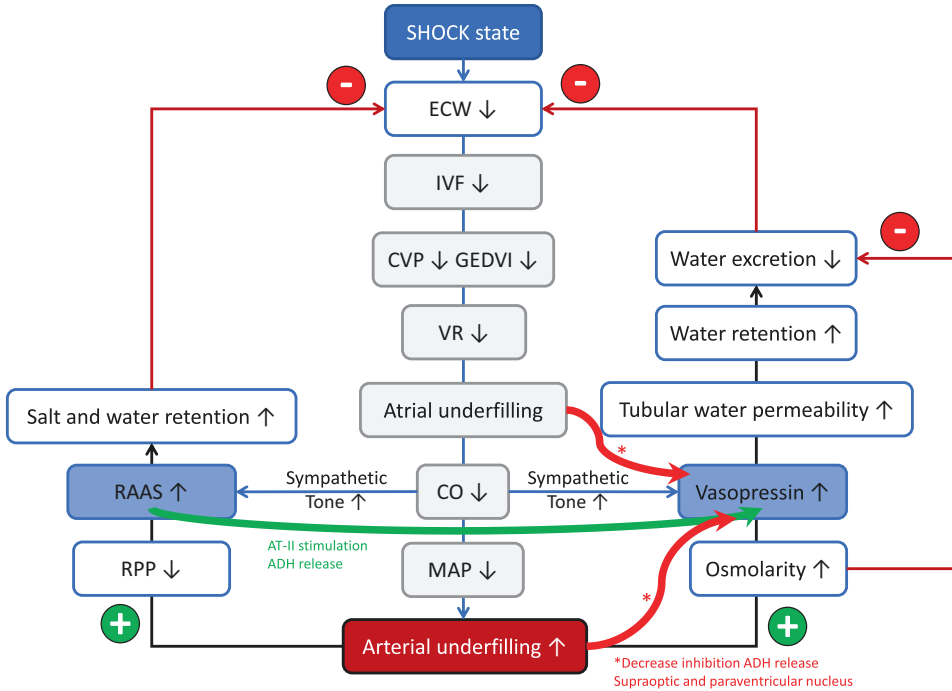 SHOCK state
-
-
ECW ↓
IVF ↓
CVP ↓ GEDVI ↓
-
Water excretion ↓
VR ↓
Water retention ↑
Salt and water retention ↑
Atrial underfilling
Tubular water permeability ↑
*
RAAS ↑
Sympathetic
Tone ↑
CO ↓
Sympathetic
Tone ↑
Vasopressin ↑
AT-II stimulation
ADH release
RPP ↓
MAP ↓
Osmolarity ↑
*
+
+
Arterial underfilling ↑
*Decrease inhibition ADH release
Supraoptic and paraventricular nucleus